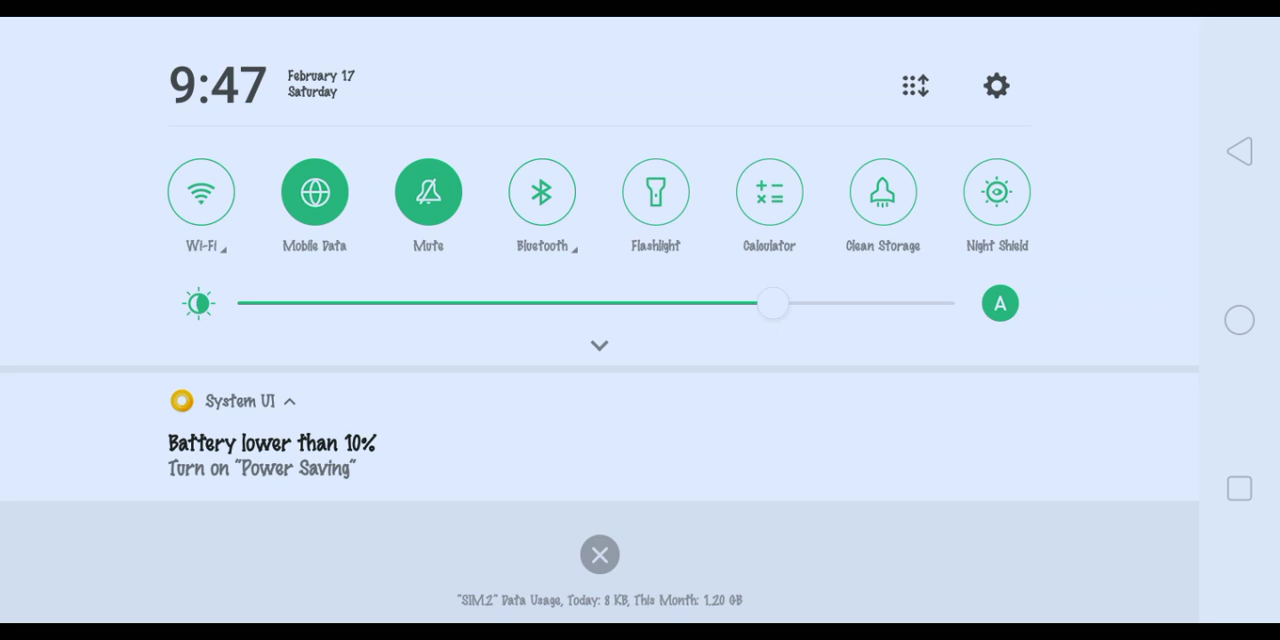 9:47
February 17
Saturday
Wi-Fi
Mobile Data
Mute
Bluetooth
Flashlight
Calculator
Clean Storage
Night Shield
A
System UI
Battery lower than 10%
Turn on "Power Saving"
"SIM2" Data Usage, Today: 8 KB, This Month: 1.20 GB